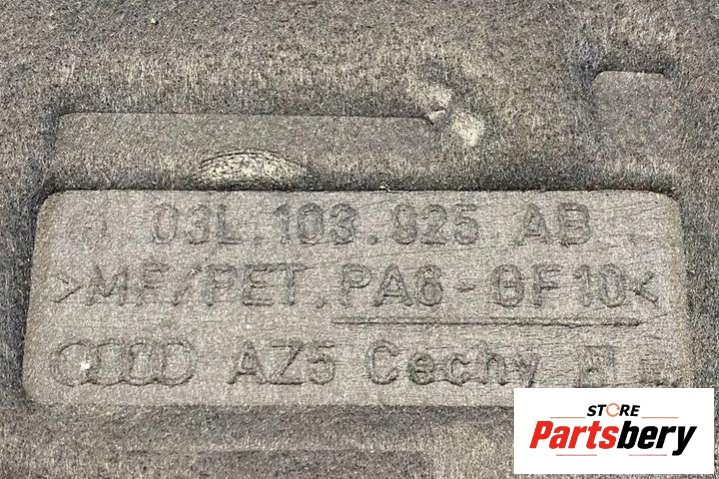 03L.103.925 AB
>MF/PET.PA6-GF10<
AZ5 Cechy
STORE
Partsbery